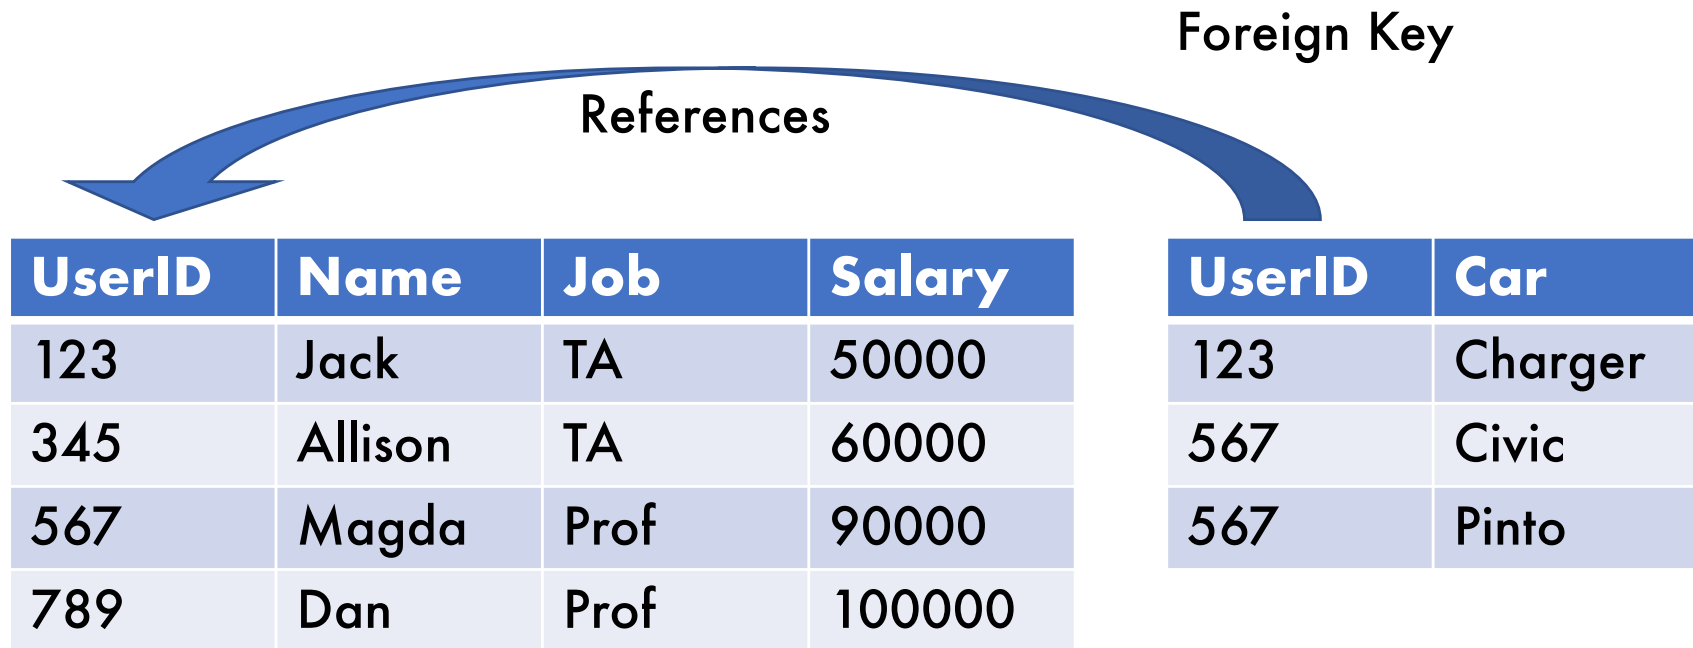 Foreign Key
References
UserID Name Job Salary
123 Jack TA 50000
345 Allison TA 60000
567 Magda Prof 90000
789 Dan Prof 100000
UserID Car
123 Charger
567 Civic
567 Pinto